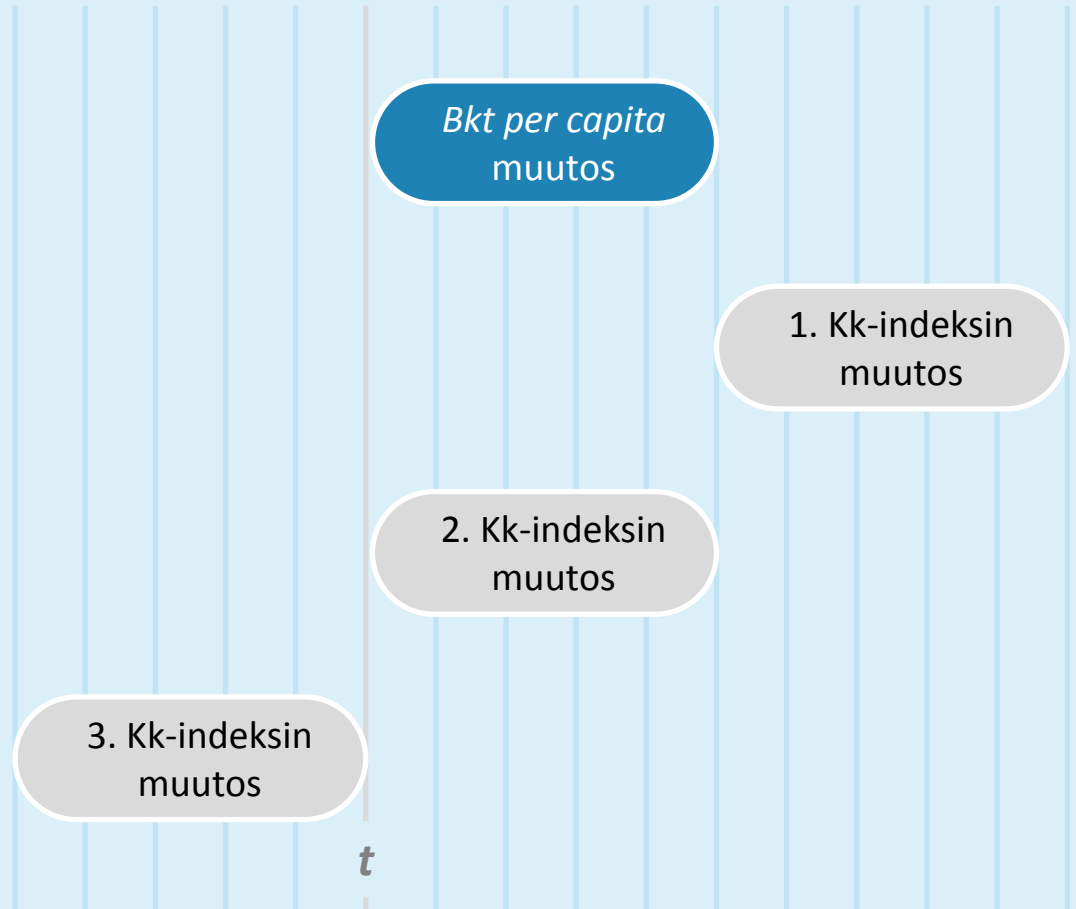 Bkt per capita
muutos
1. Kk-indeksin
muutos
2. Kk-indeksin
muutos
3. Kk-indeksin
muutos
t